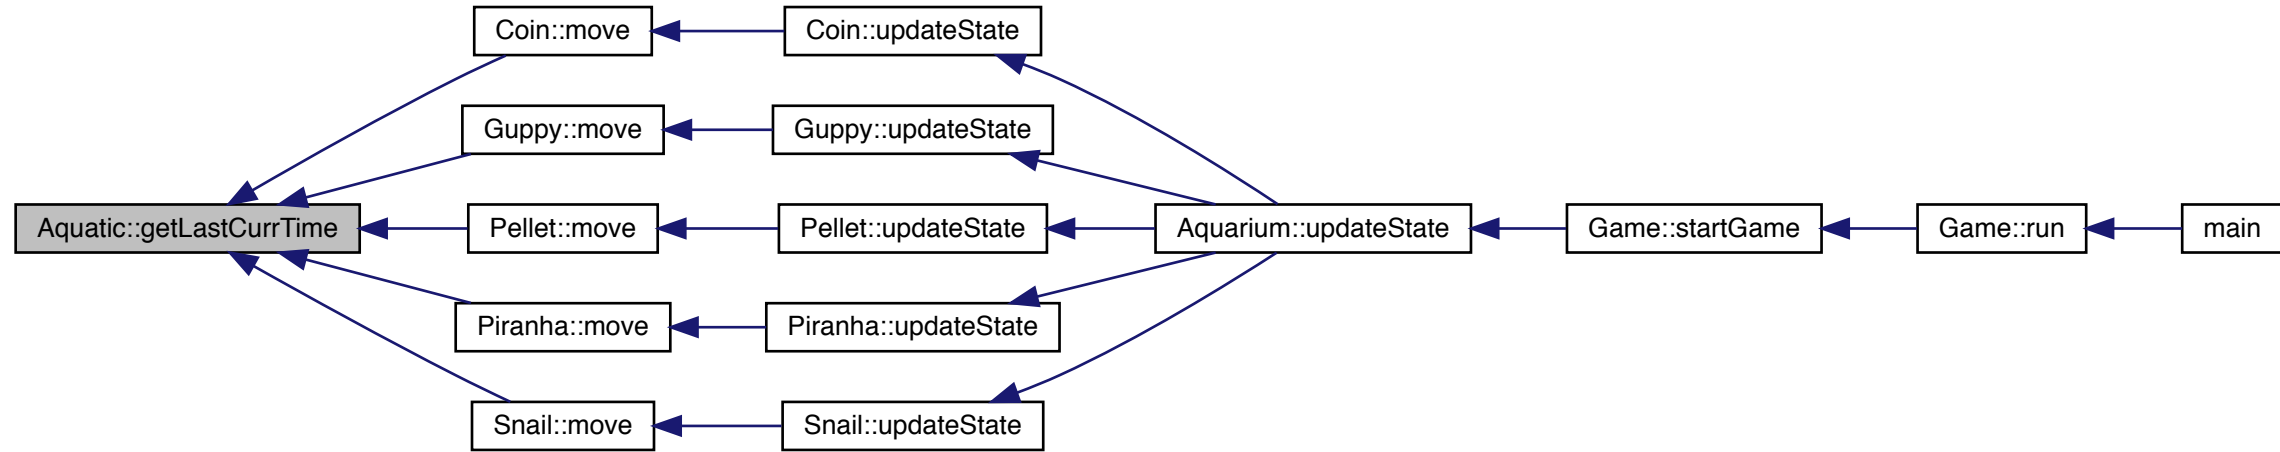 Coin::move
Coin::updateState
Guppy::move
Guppy::updateState
Aquatic::getLastCurrTime
Pellet::move
Pellet::updateState
Aquarium::updateState
Game::startGame
Game::run
main
Piranha::move
Piranha::updateState
Snail::move
Snail::updateState